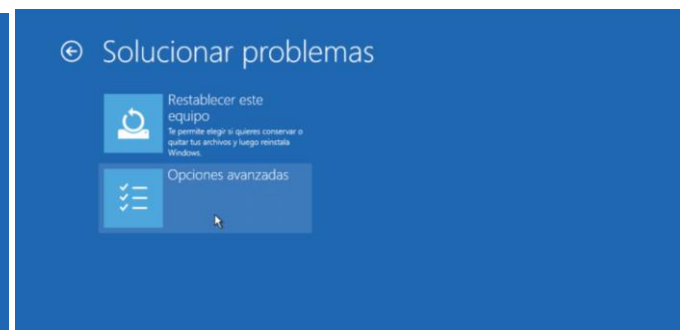 Solucionar problemas
Restablecer este
equipo
Te permite elegir si quieres conservar o
quitar tus archivos y luego reinstala
Windows.
Opciones avanzadas